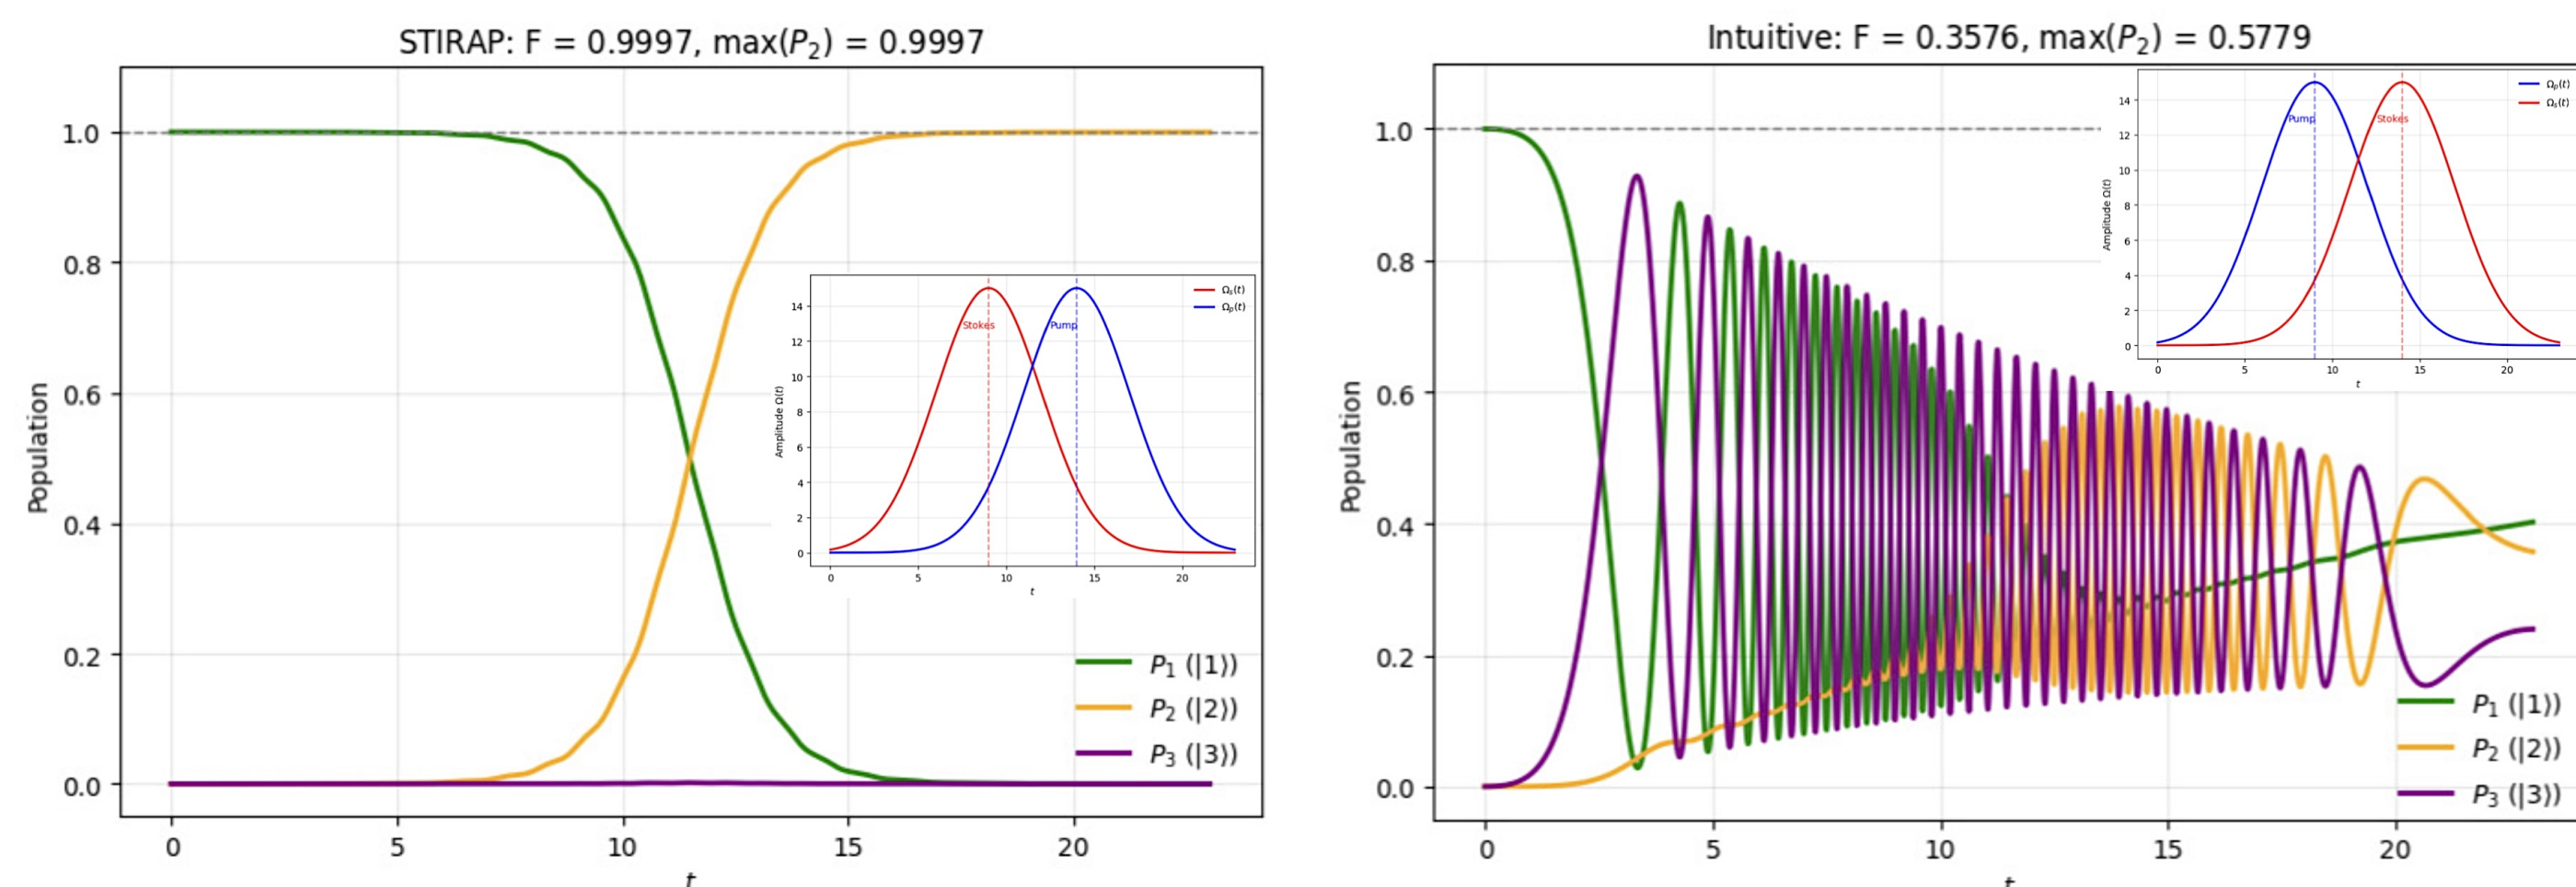 STIRAP: F = 0.9997, max(P₂) = 0.9997
Population
1.0
0.8
0.6
0.4
0.2
0.0
0 5 10 15 20
t
P₁ (|1⟩)
P₂ (|2⟩)
P₃ (|3⟩)
Amplitude Ω(t)
14
12
10
8
6
4
2
0
0 5 10 15 20
t
Stokes
Pump
Ωₛ(t)
Ωₚ(t)
Intuitive: F = 0.3576, max(P₂) = 0.5779
Population
1.0
0.8
0.6
0.4
0.2
0.0
0 5 10 15 20
t
P₁ (|1⟩)
P₂ (|2⟩)
P₃ (|3⟩)
Amplitude Ω(t)
14
12
10
8
6
4
2
0
0 5 10 15 20
t
Pump
Stokes
Ωₚ(t)
Ωₛ(t)